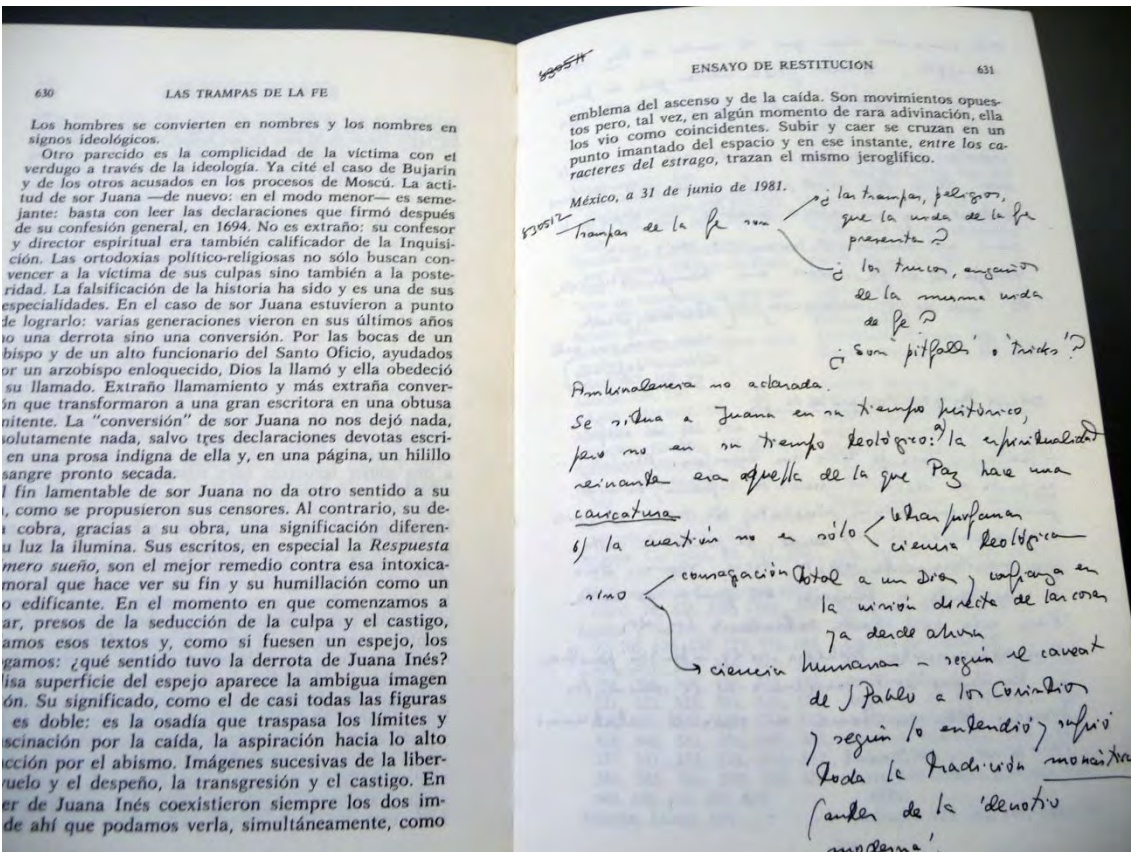 630 LAS TRAMPAS DE LA FE
Los hombres se convierten en nombres y los nombres en
signos ideológicos.
Otro parecido es la complicidad de la víctima con el
verdugo a través de la ideología. Ya cité el caso de Bujarin
y de los otros acusados en los procesos de Moscú. La acti-
tud de sor Juana —de nuevo: en el modo menor— es seme-
jante: basta con leer las declaraciones que firmó después
de su confesión general, en 1694. No es extraño: su confesor
y director espiritual era también calificador de la Inquisi-
ción. Las ortodoxias político-religiosas no sólo buscan con-
vencer a la víctima de sus culpas sino también a la poste-
ridad. La falsificación de la historia ha sido y es una de sus
especialidades. En el caso de sor Juana estuvieron a punto
de lograrlo: varias generaciones vieron en sus últimos años
no una derrota sino una conversión. Por las bocas de un
bispo y de un alto funcionario del Santo Oficio, ayudados
or un arzobispo enloquecido, Dios la llamó y ella obedeció
su llamado. Extraño llamamiento y más extraña conver-
ón que transformaron a una gran escritora en una obtusa
nitente. La "conversión" de sor Juana no nos dejó nada,
solutamente nada, salvo tres declaraciones devotas escri-
en una prosa indigna de ella y, en una página, un hilillo
sangre pronto secada.
l fin lamentable de sor Juana no da otro sentido a su
, como se propusieron sus censores. Al contrario, su de-
cobra, gracias a su obra, una significación diferen-
u luz la ilumina. Sus escritos, en especial la Respuesta
mero sueño, son el mejor remedio contra esa intoxica-
moral que hace ver su fin y su humillación como un
o edificante. En el momento en que comenzamos a
ar, presos de la seducción de la culpa y el castigo,
amos esos textos y, como si fuesen un espejo, los
gamos: ¿qué sentido tuvo la derrota de Juana Inés?
isa superficie del espejo aparece la ambigua imagen
ón. Su significado, como el de casi todas las figuras
es doble: es la osadía que traspasa los límites y
scinación por la caída, la aspiración hacia lo alto
cción por el abismo. Imágenes sucesivas de la liber-
vuelo y el despeño, la transgresión y el castigo. En
er de Juana Inés coexistieron siempre los dos im-
de ahí que podamos verla, simultáneamente, como
ENSAYO DE RESTITUCIÓN 631
emblema del ascenso y de la caída. Son movimientos opues-
tos pero, tal vez, en algún momento de rara adivinación, ella
los vio como coincidentes. Subir y caer se cruzan en un
punto imantado del espacio y en ese instante, entre los ca-
racteres del estrago, trazan el mismo jeroglífico.
México, a 31 de junio de 1981.
830512
Trampas de la fe son
¿las trampas, peligros,
que la vida de la fe
presenta?
¿los trucos, engaños
de la misma vida
de fe?
¿Son 'pitfalls' o 'tricks'?
Ambivalencia no aclarada.
Se situa a Juana en su tiempo histórico,
pero no en su tiempo teológico: a) la espiritualidad
reinante era aquella de la que Paz hace una
caricatura
b) la cuestión no es sólo
letras profanas
ciencia teológica
sino
consagración total a un Dios y confianza en
la visión directa de las cosas
ya desde ahora
ciencia humana – según el caveat
de S Pablo a los Corintios
y según lo entendió y sufrió
toda la tradición monástica
(antes de la 'devotio
moderna'